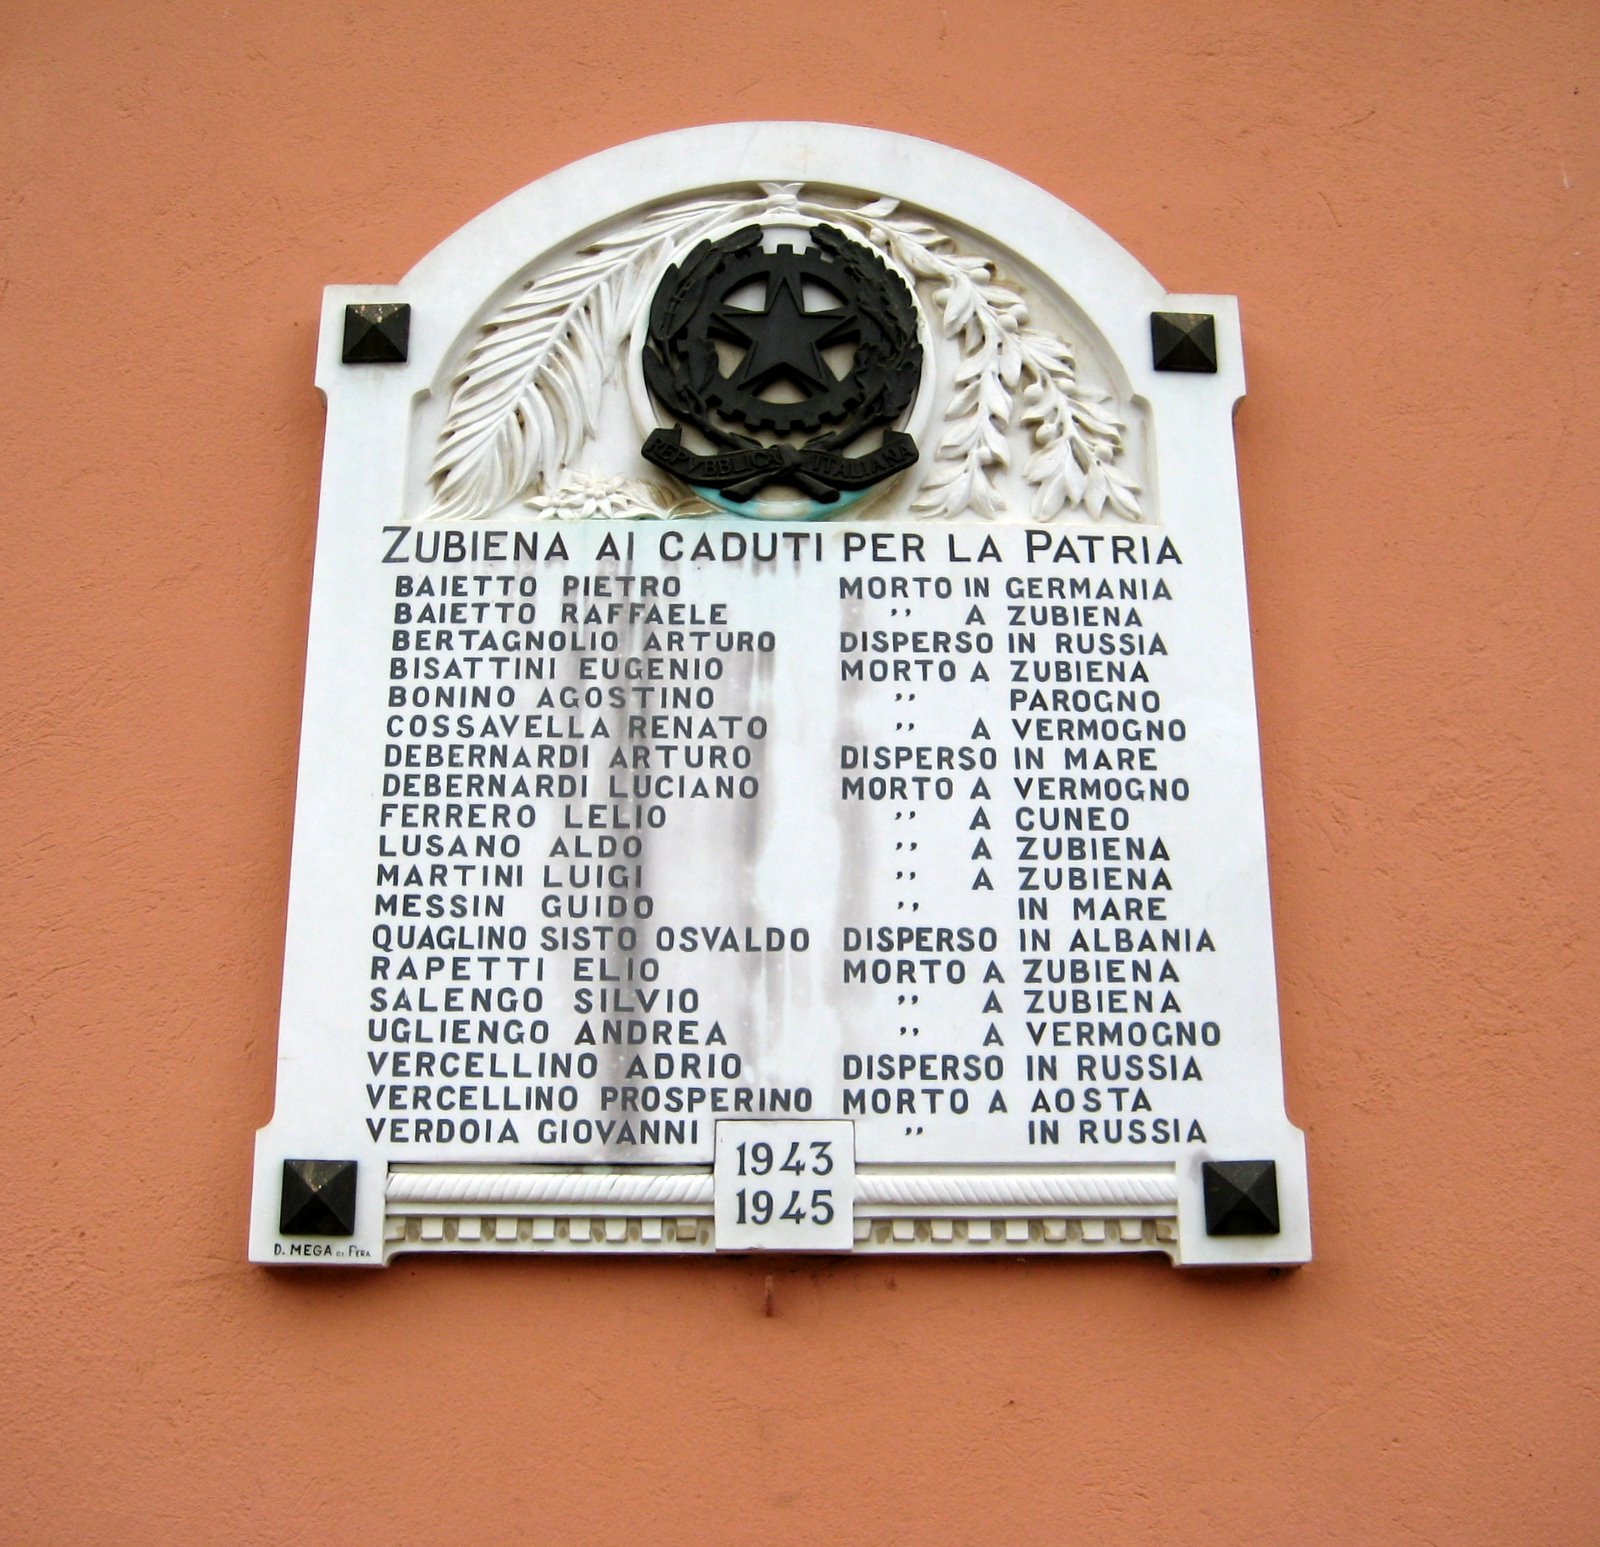 REPVBBLICA ITALIANA
ZUBIENA AI CADUTI PER LA PATRIA
BAIETTO PIETRO MORTO IN GERMANIA
BAIETTO RAFFAELE " A ZUBIENA
BERTAGNOLIO ARTURO DISPERSO IN RUSSIA
BISATTINI EUGENIO MORTO A ZUBIENA
BONINO AGOSTINO " PAROGNO
COSSAVELLA RENATO " A VERMOGNO
DEBERNARDI ARTURO DISPERSO IN MARE
DEBERNARDI LUCIANO MORTO A VERMOGNO
FERRERO LELIO " A CUNEO
LUSANO ALDO " A ZUBIENA
MARTINI LUIGI " A ZUBIENA
MESSIN GUIDO " IN MARE
QUAGLINO SISTO OSVALDO DISPERSO IN ALBANIA
RAPETTI ELIO MORTO A ZUBIENA
SALENGO SILVIO " A ZUBIENA
UGLIENGO ANDREA " A VERMOGNO
VERCELLINO ADRIO DISPERSO IN RUSSIA
VERCELLINO PROSPERINO MORTO A AOSTA
VERDOIA GIOVANNI " IN RUSSIA
1943
1945
D. MEGA DI PERA